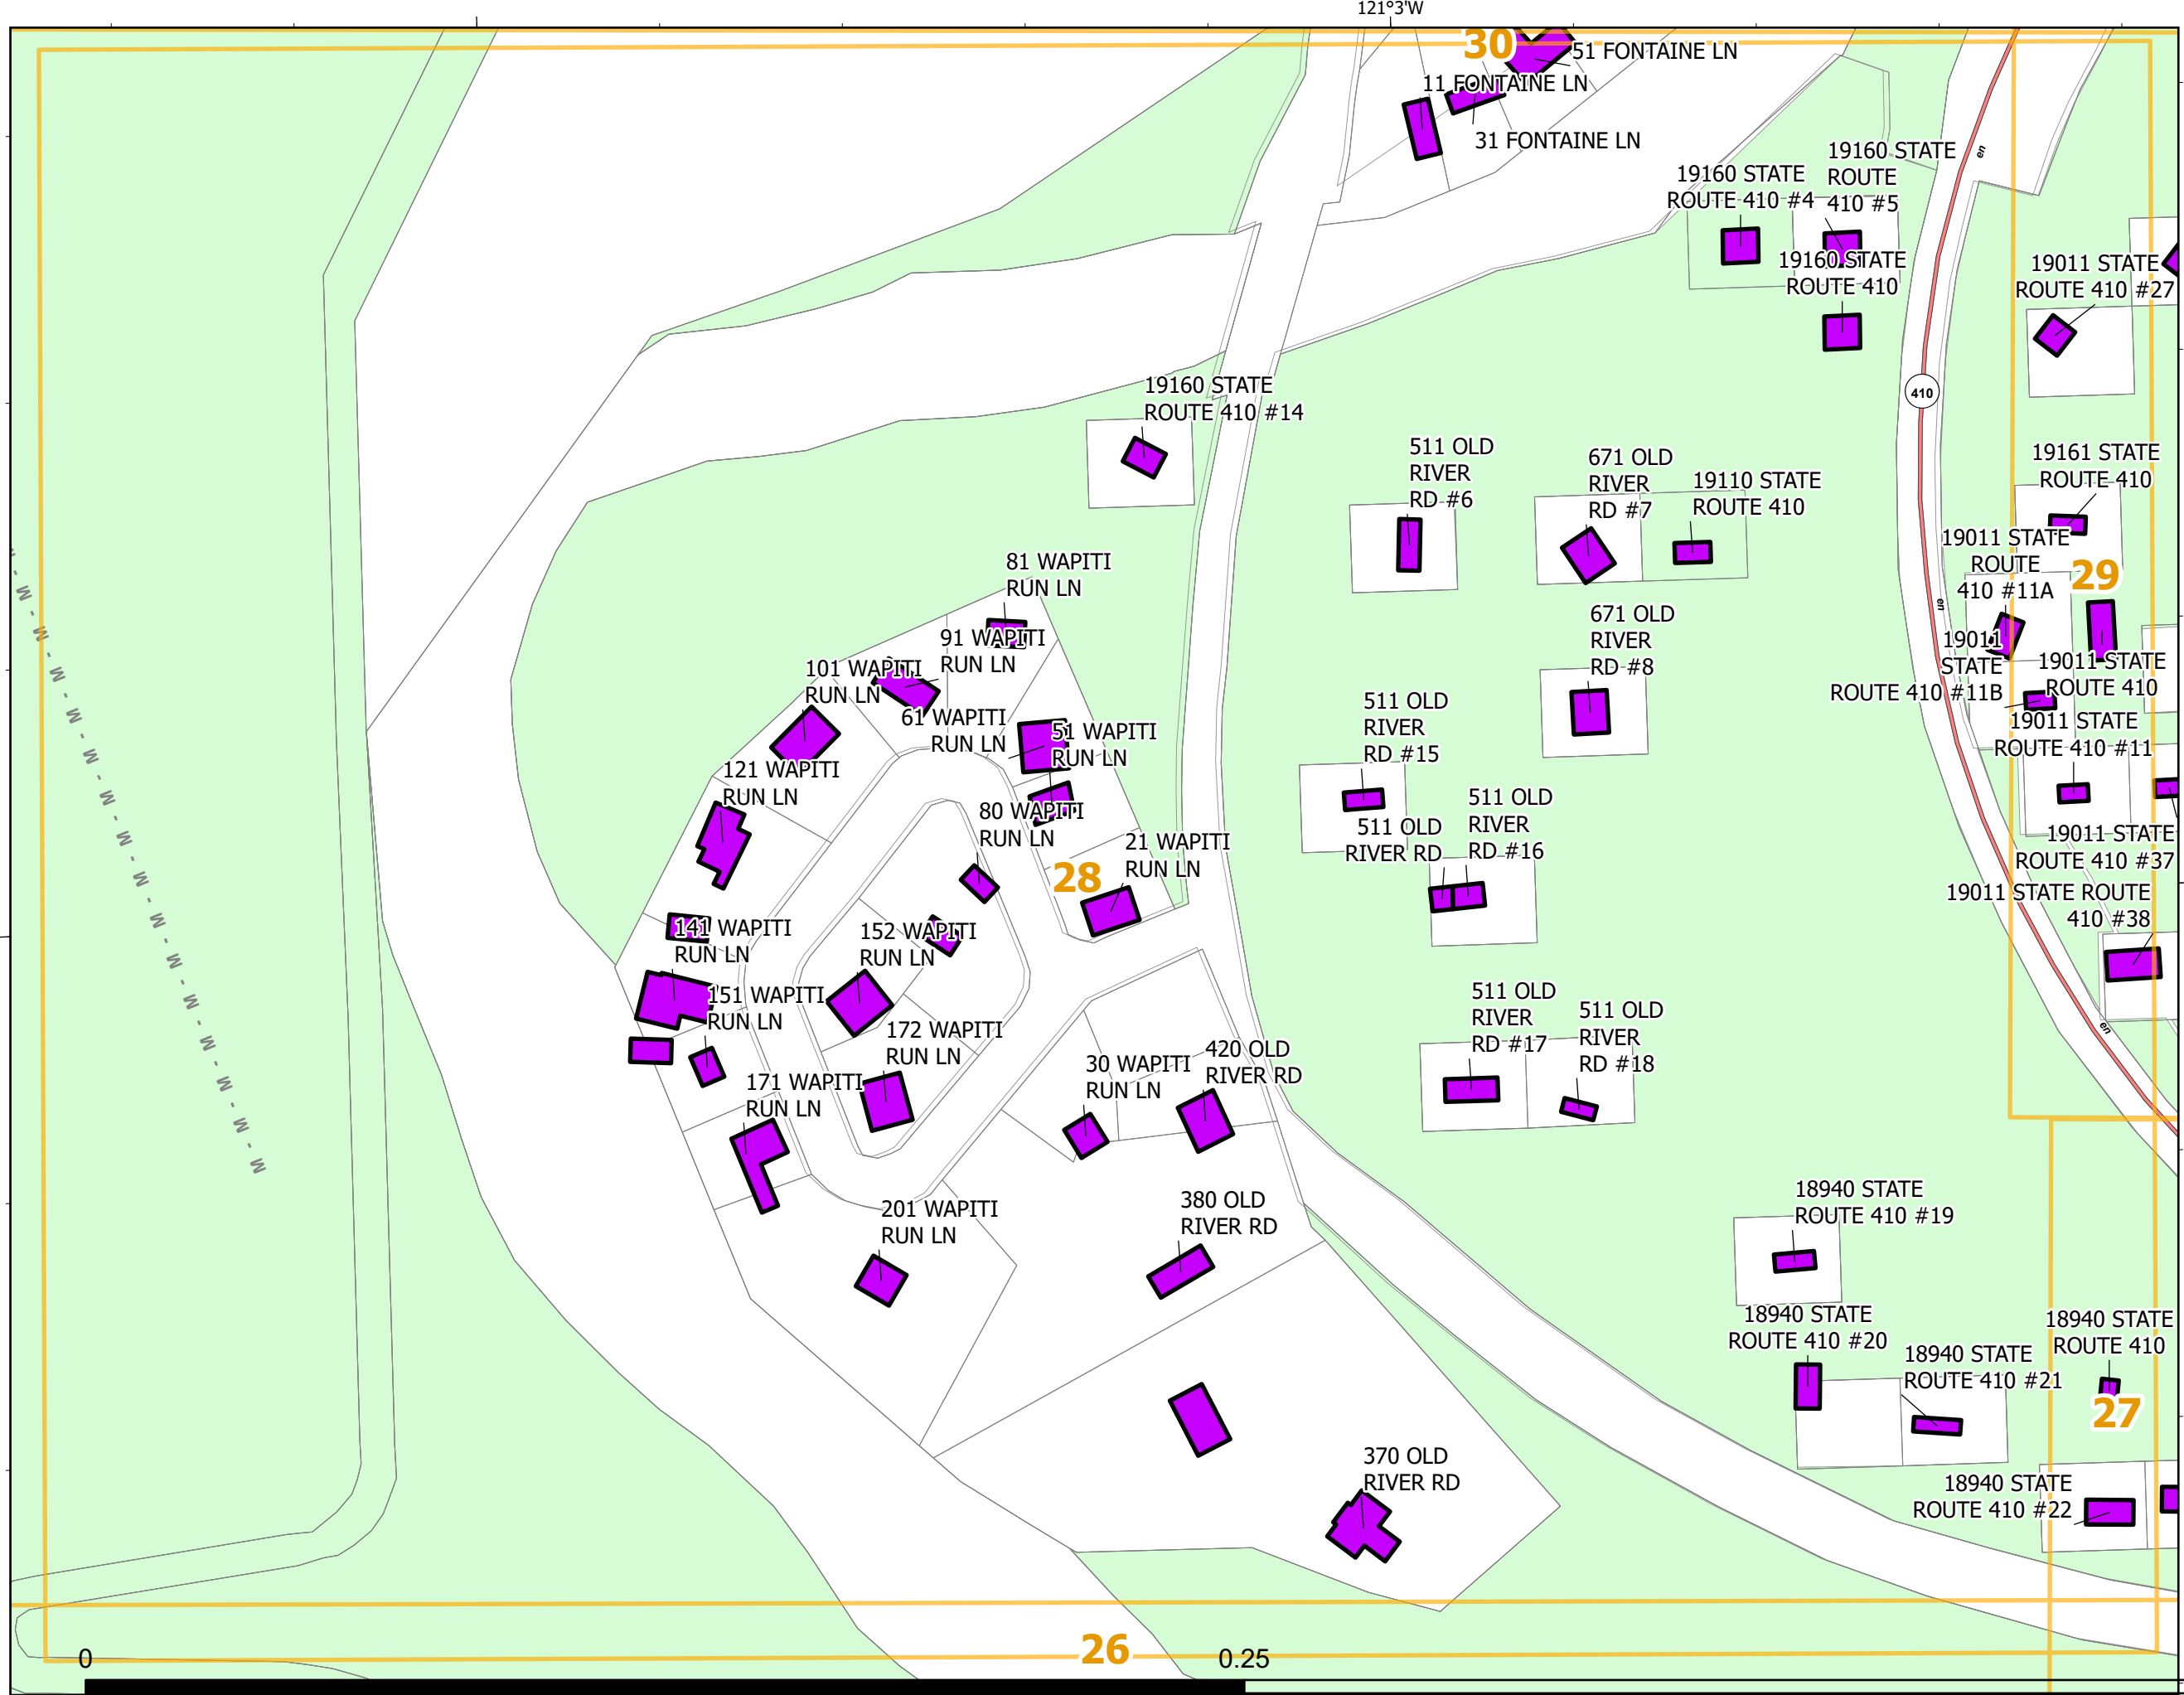 121°3'W
30
51 FONTAINE LN
11 FONTAINE LN
31 FONTAINE LN
19160 STATE
ROUTE 410 #4
19160 STATE
ROUTE
410 #5
19160 STATE
ROUTE 410
en
19011 STATE
ROUTE 410 #27
410
19160 STATE
ROUTE 410 #14
511 OLD
RIVER
RD #6
671 OLD
RIVER
RD #7
19110 STATE
ROUTE 410
19161 STATE
ROUTE 410
19011 STATE
ROUTE
410 #11A
29
en
81 WAPITI
RUN LN
91 WAPITI
RUN LN
101 WAPITI
RUN LN
671 OLD
RIVER
RD #8
19011
STATE
ROUTE 410 #11B
19011 STATE
ROUTE 410
61 WAPITI
RUN LN
51 WAPITI
RUN LN
511 OLD
RIVER
RD #15
19011 STATE
ROUTE 410 #11
121 WAPITI
RUN LN
80 WAPITI
RUN LN
511 OLD
RIVER RD
511 OLD
RIVER
RD #16
21 WAPITI
RUN LN
28
19011 STATE
ROUTE 410 #37
19011 STATE ROUTE
410 #38
141 WAPITI
RUN LN
152 WAPITI
RUN LN
151 WAPITI
RUN LN
172 WAPITI
RUN LN
511 OLD
RIVER
RD #17
511 OLD
RIVER
RD #18
en
171 WAPITI
RUN LN
30 WAPITI
RUN LN
420 OLD
RIVER RD
M - M - M - M - M - M - M - M - M - M - M - M - M - M - M - M - M - M
201 WAPITI
RUN LN
380 OLD
RIVER RD
18940 STATE
ROUTE 410 #19
18940 STATE
ROUTE 410 #20
18940 STATE
ROUTE 410 #21
18940 STATE
ROUTE 410
27
370 OLD
RIVER RD
18940 STATE
ROUTE 410 #22
26
0
0.25